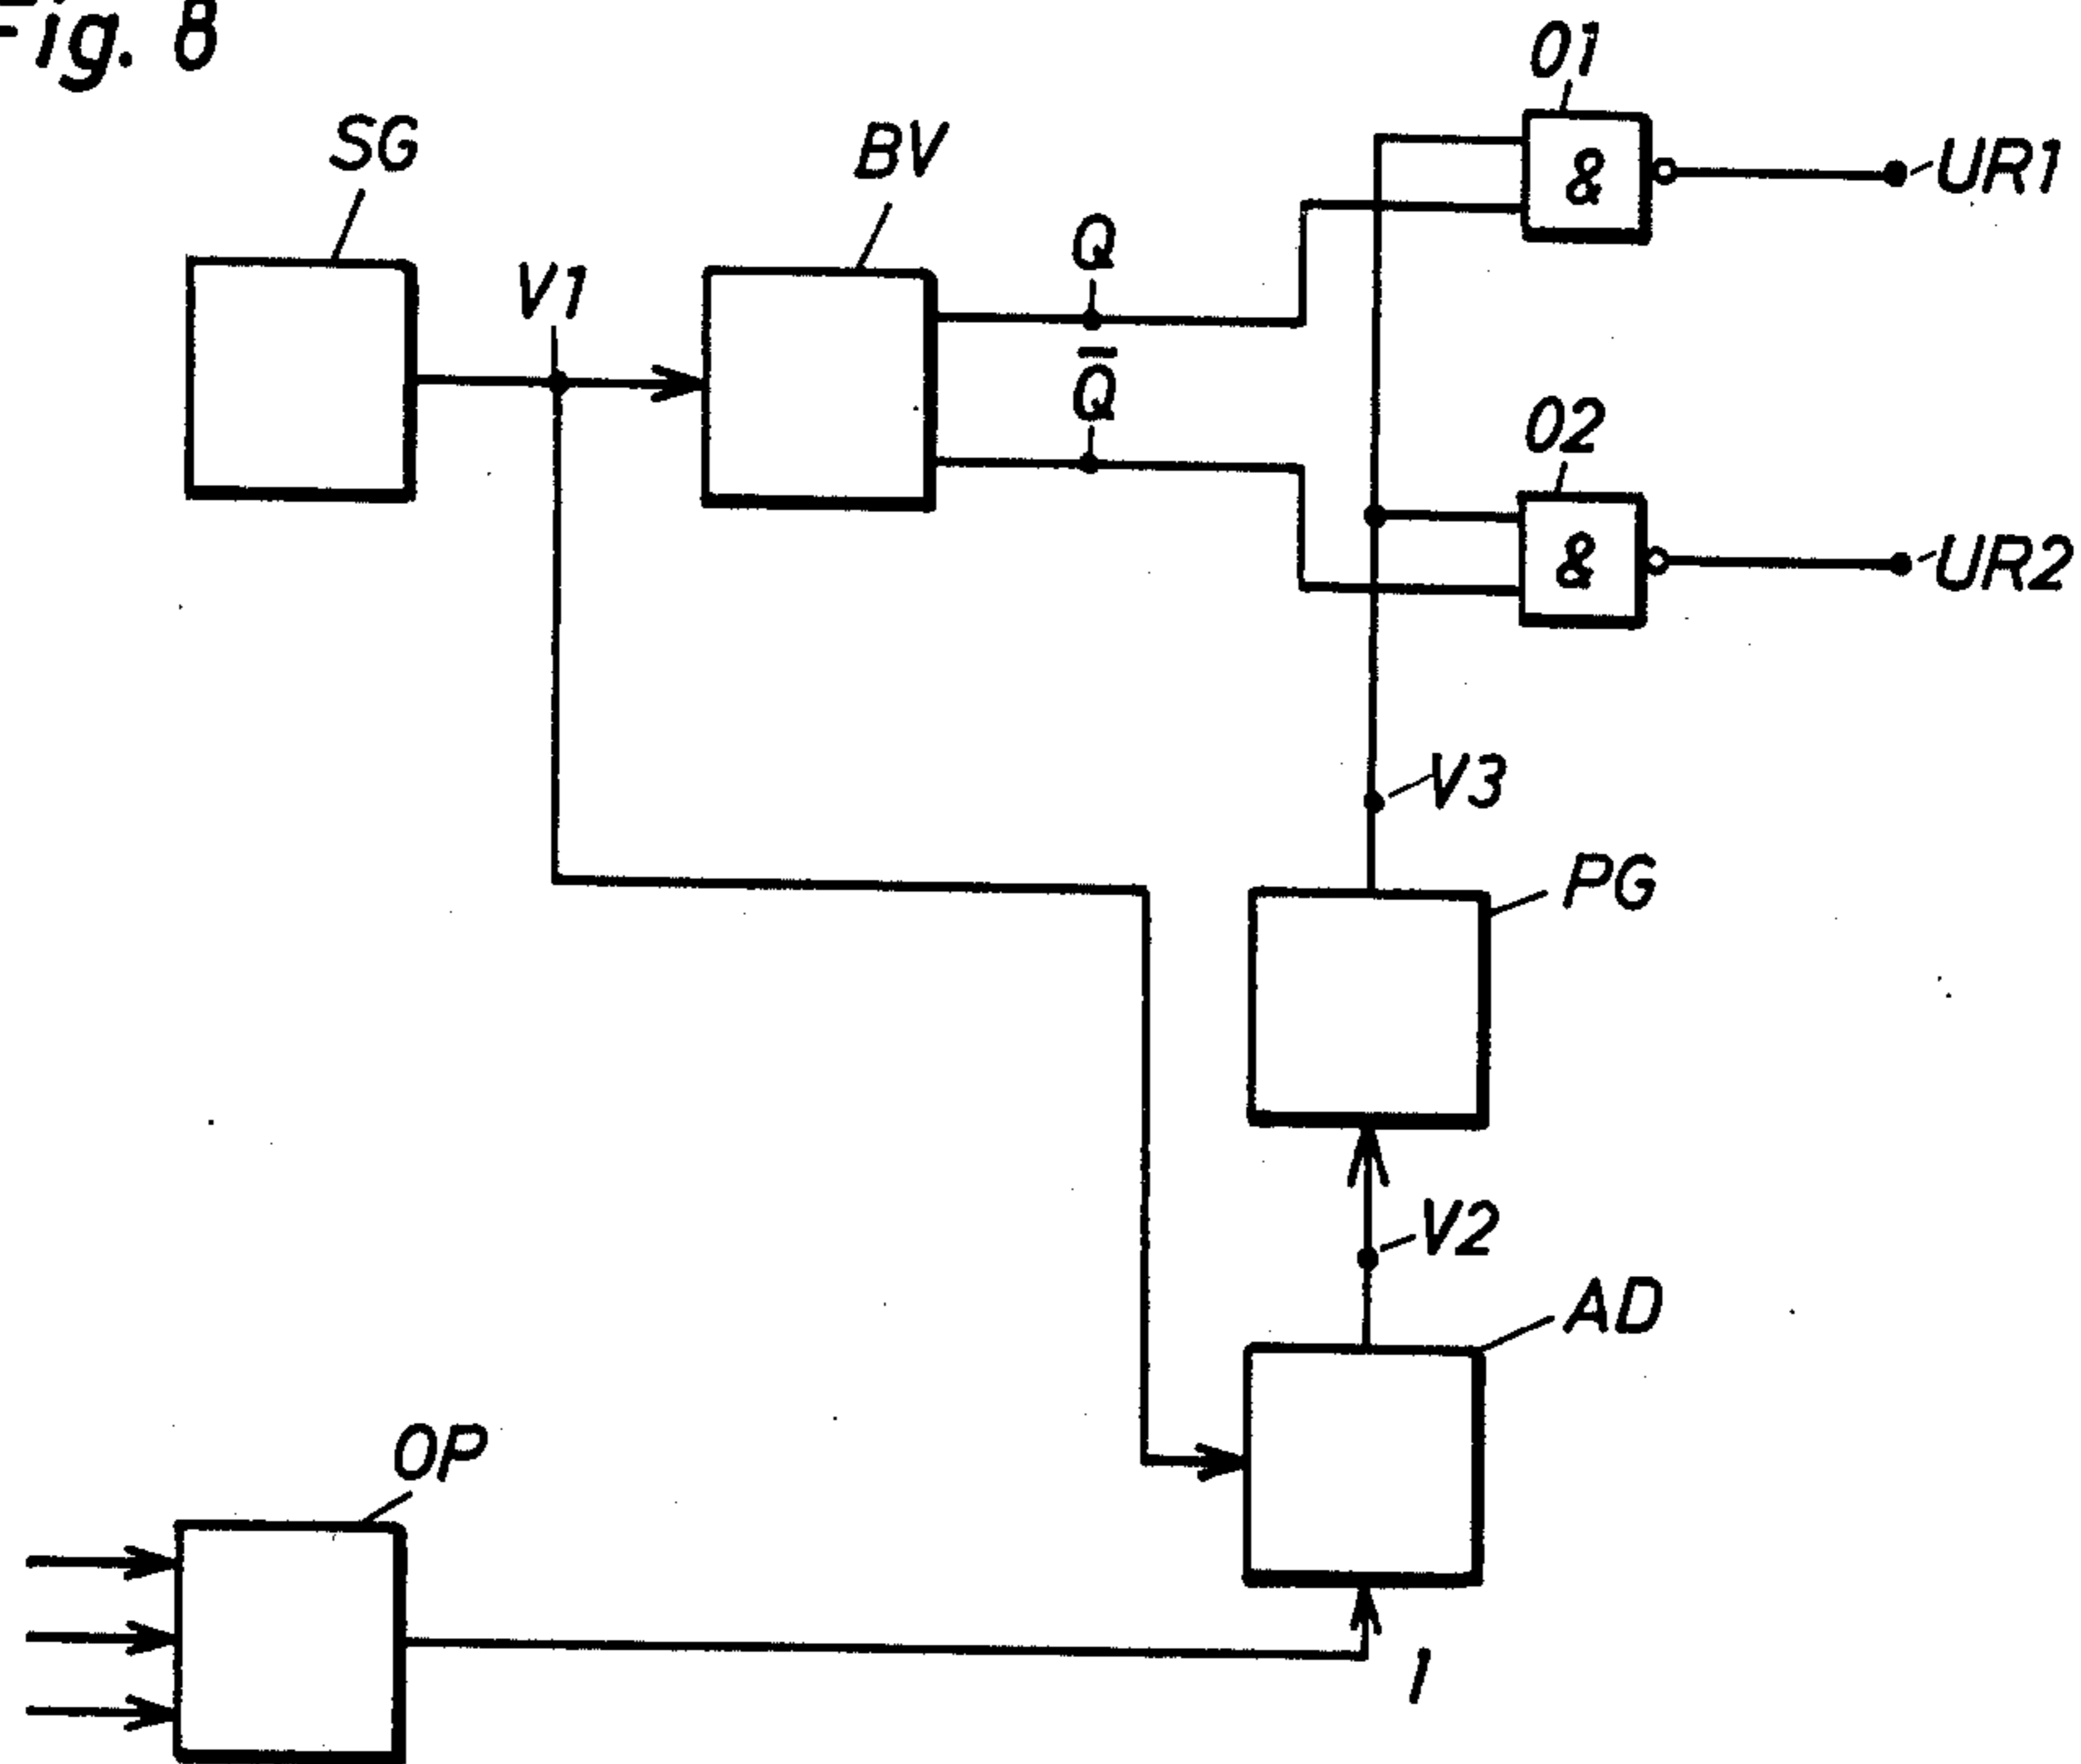 Fig. 8
01
SG
BV
UR1
&
Q
V1
Q̅
02
&
UR2
V3
PG
V2
AD
OP
I